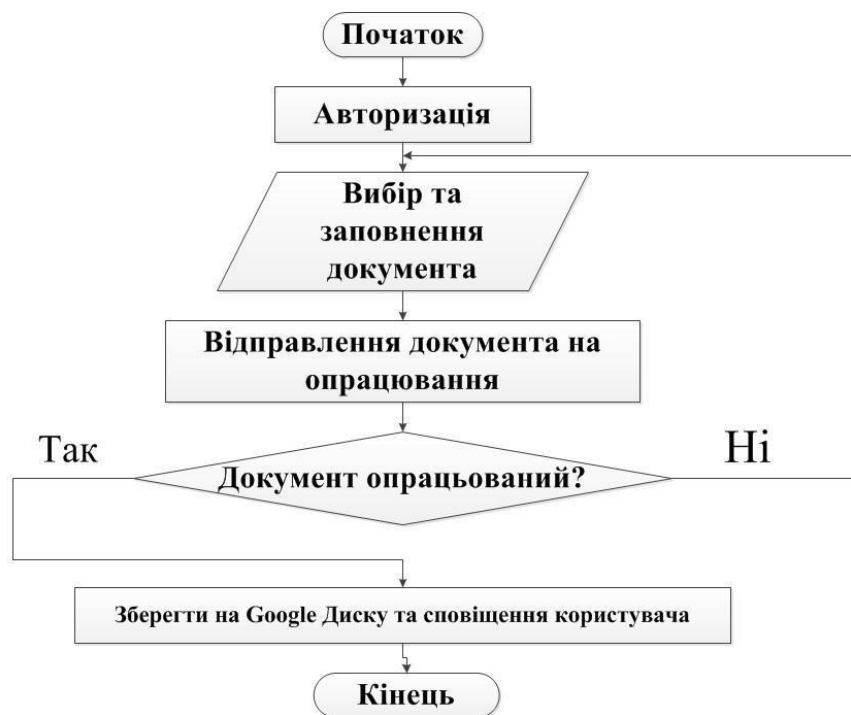 Початок
Авторизація
Вибір та
заповнення
документа
Відправлення документа на
опрацювання
Так
Ні
Документ опрацьований?
Зберегти на Google Диску та сповіщення користувача
Кінець